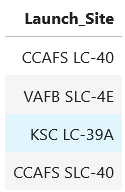 Launch_Site
CCAFS LC-40
VAFB SLC-4E
KSC LC-39A
CCAFS SLC-40